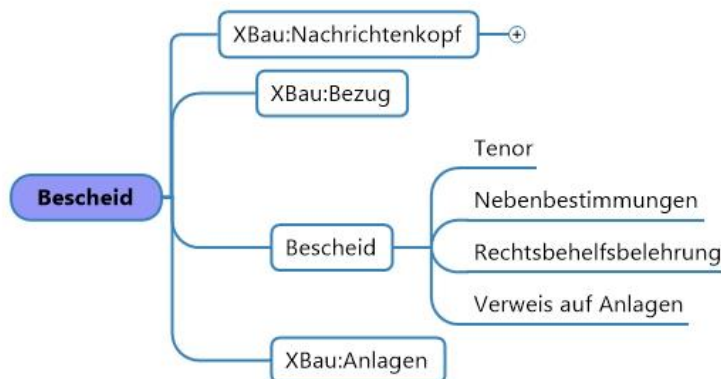 XBau:Nachrichtenkopf
XBau:Bezug
Bescheid
Bescheid
Tenor
Nebenbestimmungen
Rechtsbehelfsbelehrung
Verweis auf Anlagen
XBau:Anlagen